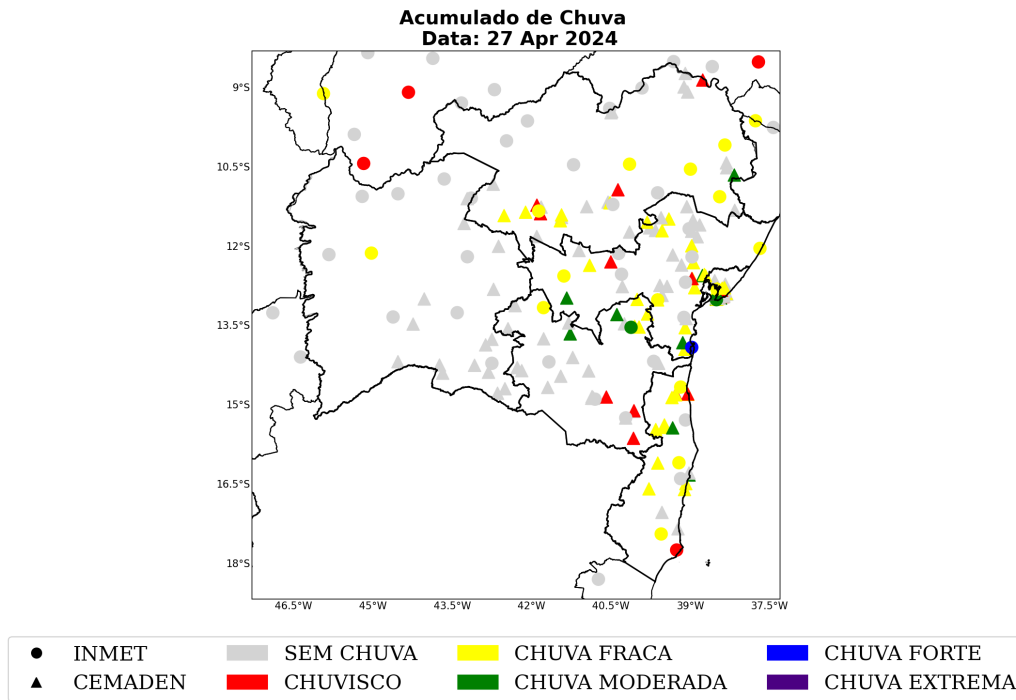 Acumulado de Chuva
Data: 27 Apr 2024
9°S
10.5°S
12°S
13.5°S
15°S
16.5°S
18°S
46.5°W 45°W 43.5°W 42°W 40.5°W 39°W 37.5°W
INMET SEM CHUVA CHUVA FRACA CHUVA FORTE
CEMADEN CHUVISCO CHUVA MODERADA CHUVA EXTREMA